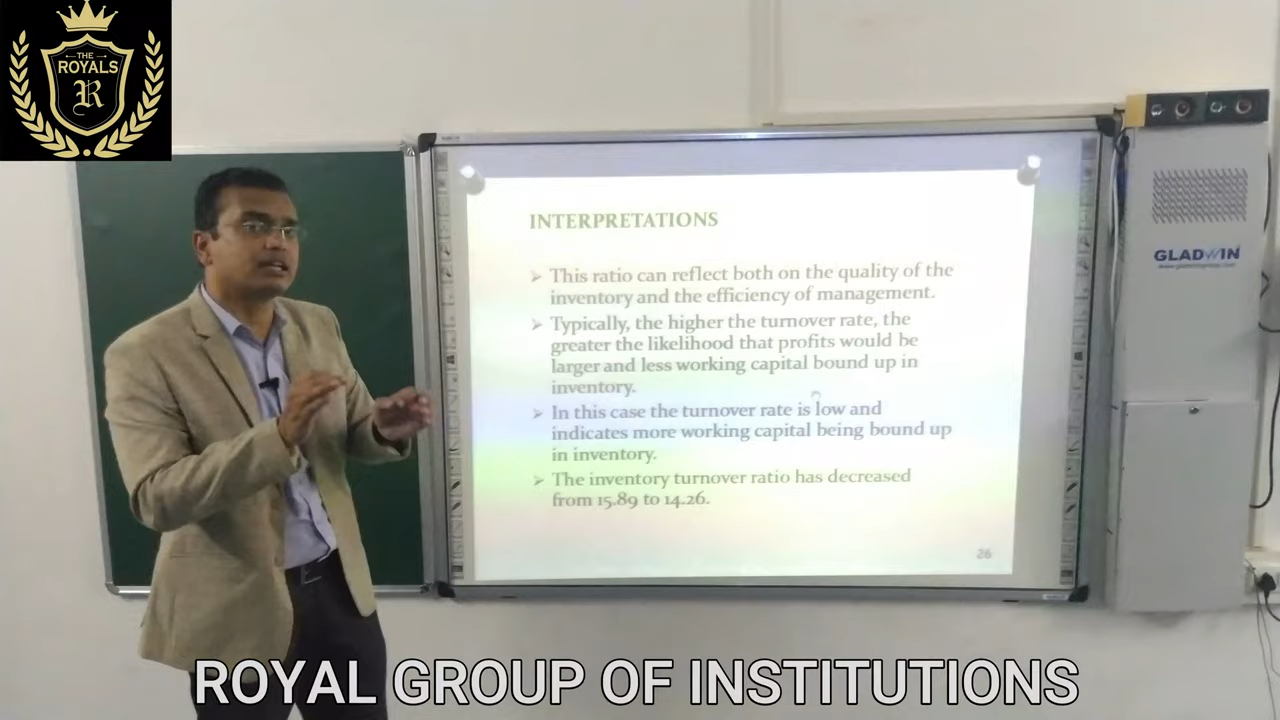 THE
ROYALS
R
INTERPRETATIONS
➢ This ratio can reflect both on the quality of the
inventory and the efficiency of management.
➢ Typically, the higher the turnover rate, the
greater the likelihood that profits would be
larger and less working capital bound up in
inventory.
➢ In this case the turnover rate is low and
indicates more working capital being bound up
in inventory.
➢ The inventory turnover ratio has decreased
from 15.89 to 14.26.
26
GLADWIN
ROYAL GROUP OF INSTITUTIONS